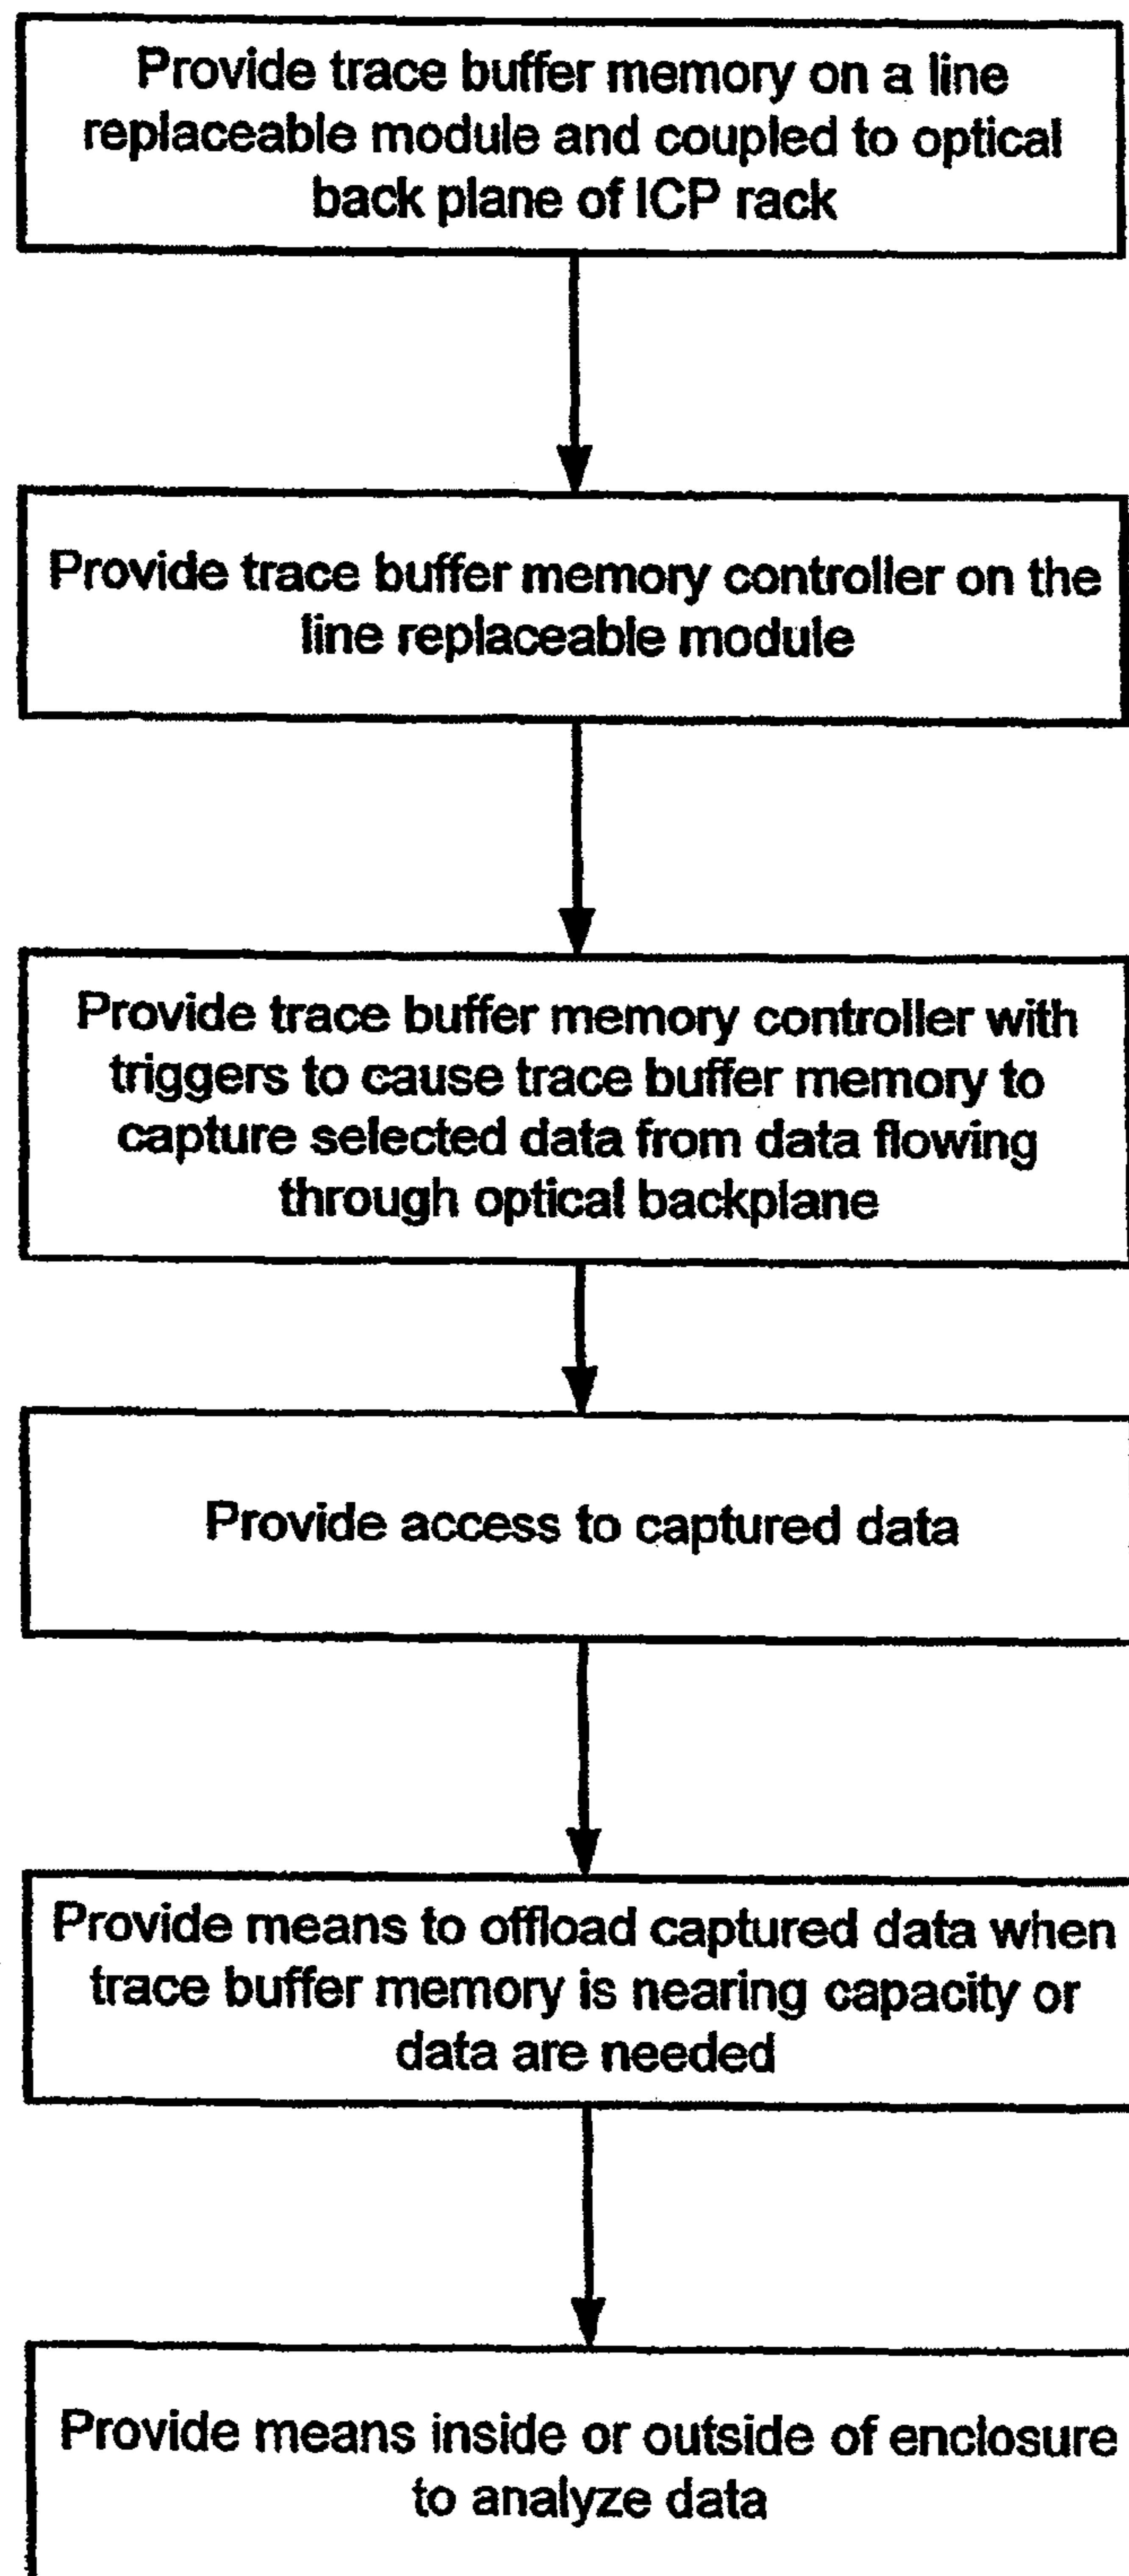 Provide trace buffer memory on a line
replaceable module and coupled to optical
back plane of ICP rack
Provide trace buffer memory controller on the
line replaceable module
Provide trace buffer memory controller with
triggers to cause trace buffer memory to
capture selected data from data flowing
through optical backplane
Provide access to captured data
Provide means to offload captured data when
trace buffer memory is nearing capacity or
data are needed
Provide means inside or outside of enclosure
to analyze data